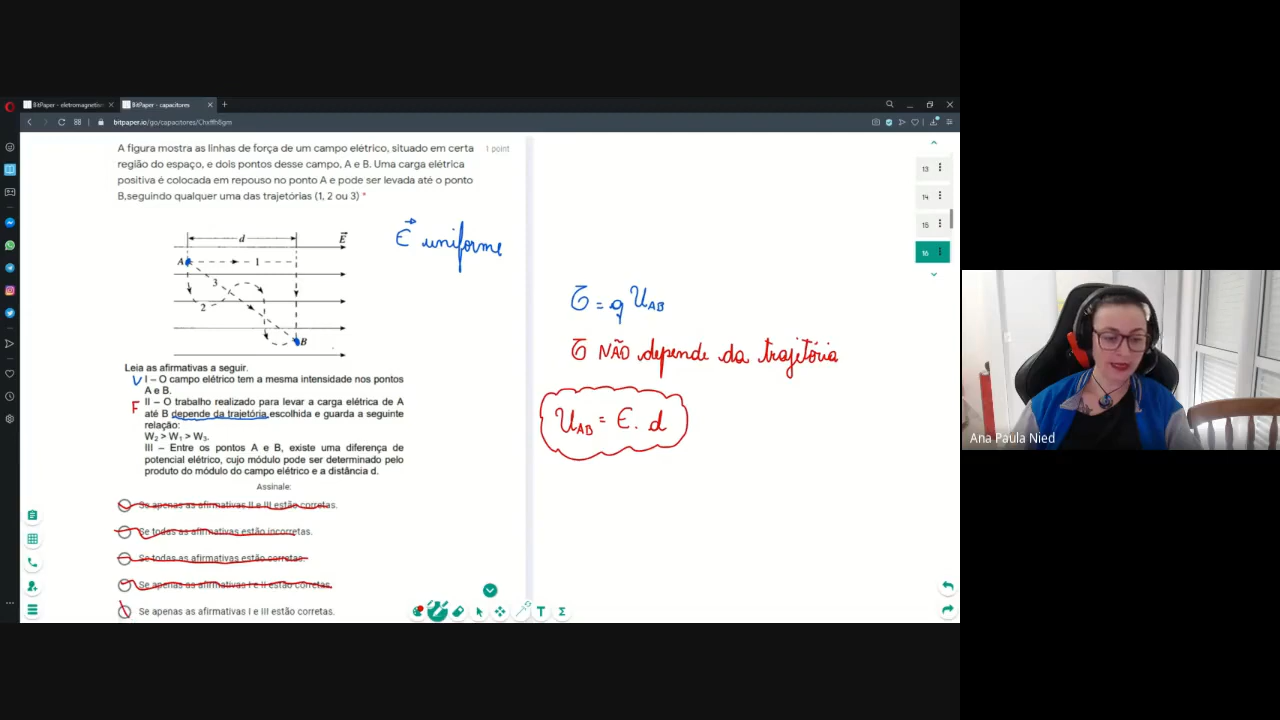 BitPaper - eletromagnetism
BitPaper - capacitores
bitpaper.io/go/capacitores/Chxffh6gm
A figura mostra as linhas de força de um campo elétrico, situado em certa
1 point
região do espaço, e dois pontos desse campo, A e B. Uma carga elétrica
positiva é colocada em repouso no ponto A e pode ser levada até o ponto
B,seguindo qualquer uma das trajetórias (1, 2 ou 3) *
d
E
A
1
3
2
B
E uniforme
Leia as afirmativas a seguir.
V I – O campo elétrico tem a mesma intensidade nos pontos
A e B.
F II – O trabalho realizado para levar a carga elétrica de A
até B depende da trajetória escolhida e guarda a seguinte
relação:
W₂ > W₁ > W₃.
III – Entre os pontos A e B, existe uma diferença de
potencial elétrico, cujo módulo pode ser determinado pelo
produto do módulo do campo elétrico e a distância d.
Assinale:
Se apenas as afirmativas II e III estão corretas.
Se todas as afirmativas estão incorretas.
Se todas as afirmativas estão corretas.
Se apenas as afirmativas I e II estão corretas.
Se apenas as afirmativas I e III estão corretas.
T Σ
𝒢 = q U_AB
𝒢 NÃO depende da trajetória
U_AB = E. d
13
14
15
16
Ana Paula Nied